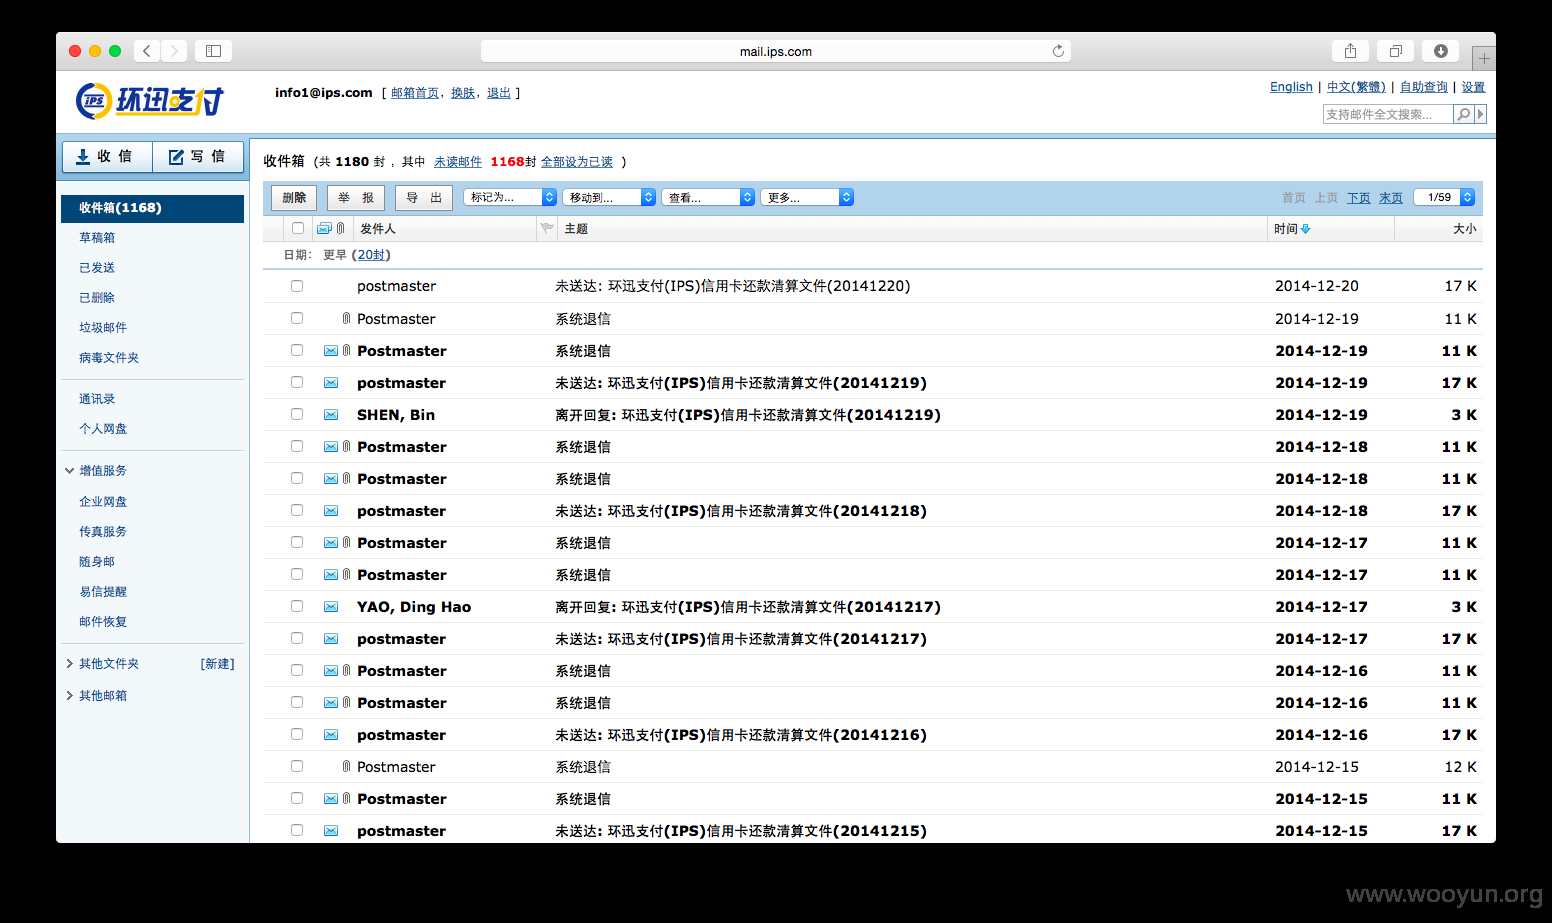 mail.ips.com
iPS 环迅支付
info1@ips.com [ 邮箱首页, 换肤, 退出 ]
English | 中文(繁體) | 自助查询 | 设置
支持邮件全文搜索...
收 信 写 信
收件箱 (共 1180 封 , 其中 未读邮件 1168封 全部设为已读 )
删除 举 报 导 出 标记为... 移动到... 查看... 更多... 首页 上页 下页 末页 1/59
发件人 主题 时间 大小
日期: 更早 (20封)
postmaster 未送达: 环迅支付(IPS)信用卡还款清算文件(20141220) 2014-12-20 17 K
Postmaster 系统退信 2014-12-19 11 K
Postmaster 系统退信 2014-12-19 11 K
postmaster 未送达: 环迅支付(IPS)信用卡还款清算文件(20141219) 2014-12-19 17 K
SHEN, Bin 离开回复: 环迅支付(IPS)信用卡还款清算文件(20141219) 2014-12-19 3 K
Postmaster 系统退信 2014-12-18 11 K
Postmaster 系统退信 2014-12-18 11 K
postmaster 未送达: 环迅支付(IPS)信用卡还款清算文件(20141218) 2014-12-18 17 K
Postmaster 系统退信 2014-12-17 11 K
Postmaster 系统退信 2014-12-17 11 K
YAO, Ding Hao 离开回复: 环迅支付(IPS)信用卡还款清算文件(20141217) 2014-12-17 3 K
postmaster 未送达: 环迅支付(IPS)信用卡还款清算文件(20141217) 2014-12-17 17 K
Postmaster 系统退信 2014-12-16 11 K
Postmaster 系统退信 2014-12-16 11 K
postmaster 未送达: 环迅支付(IPS)信用卡还款清算文件(20141216) 2014-12-16 17 K
Postmaster 系统退信 2014-12-15 12 K
Postmaster 系统退信 2014-12-15 11 K
postmaster 未送达: 环迅支付(IPS)信用卡还款清算文件(20141215) 2014-12-15 17 K
收件箱(1168)
草稿箱
已发送
已删除
垃圾邮件
病毒文件夹
通讯录
个人网盘
增值服务
企业网盘
传真服务
随身邮
易信提醒
邮件恢复
其他文件夹 [新建]
其他邮箱
www.wooyun.org